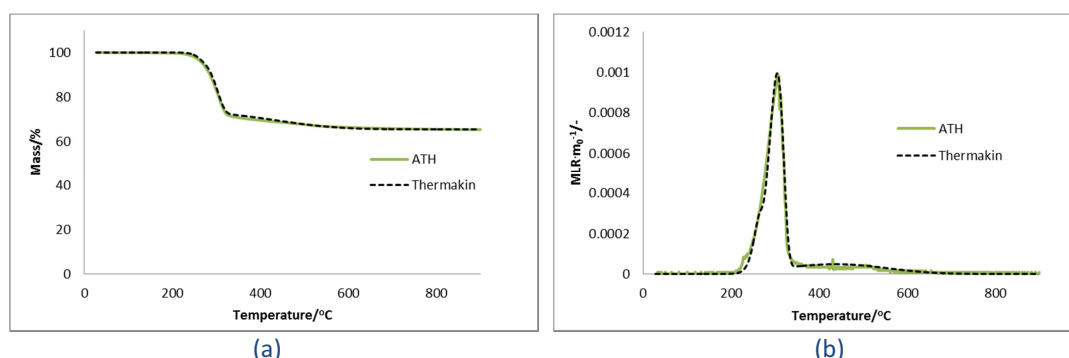 100
80
60
40
20
0
Mass/%
0
200
400
600
800
Temperature/°C
ATH
Thermakin
(a)
0.0012
0.001
0.0008
0.0006
0.0004
0.0002
0
MLR·m₀⁻¹/-
0
200
400
600
800
Temperature/°C
ATH
Thermakin
(b)